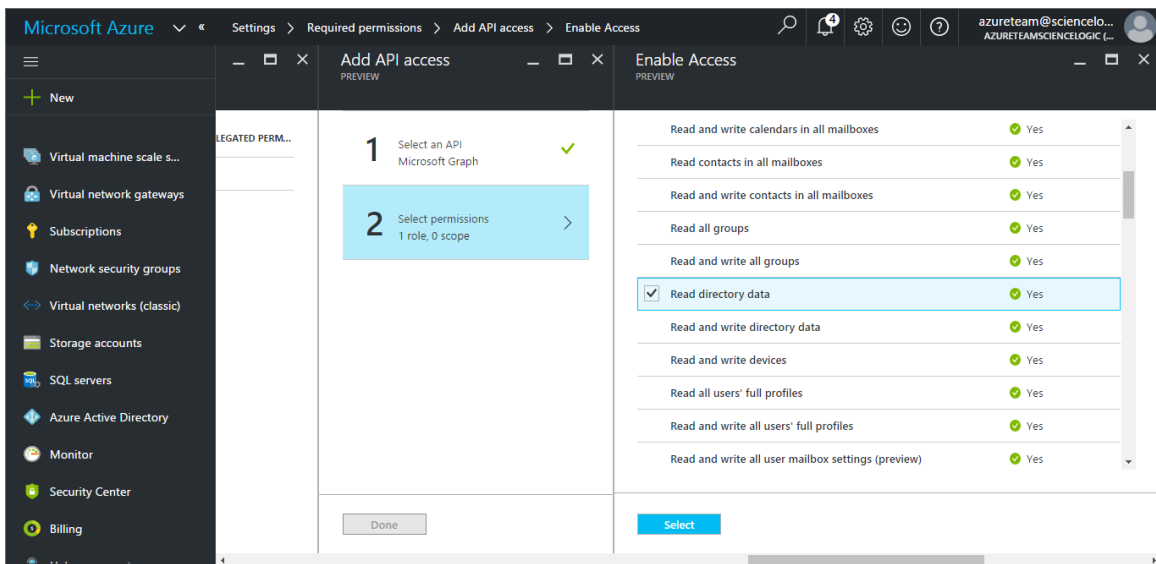 Microsoft Azure
Settings > Required permissions > Add API access > Enable Access
4
azureteam@sciencelo...
AZURETEAMSCIENCELOGIC (...
New
Virtual machine scale s...
Virtual network gateways
Subscriptions
Network security groups
Virtual networks (classic)
Storage accounts
SQL servers
Azure Active Directory
Monitor
Security Center
Billing
LEGATED PERM...
Add API access
PREVIEW
1
Select an API
Microsoft Graph
2
Select permissions
1 role, 0 scope
Done
Enable Access
PREVIEW
Read and write calendars in all mailboxes Yes
Read contacts in all mailboxes Yes
Read and write contacts in all mailboxes Yes
Read all groups Yes
Read and write all groups Yes
Read directory data Yes
Read and write directory data Yes
Read and write devices Yes
Read all users' full profiles Yes
Read and write all users' full profiles Yes
Read and write all user mailbox settings (preview) Yes
Select